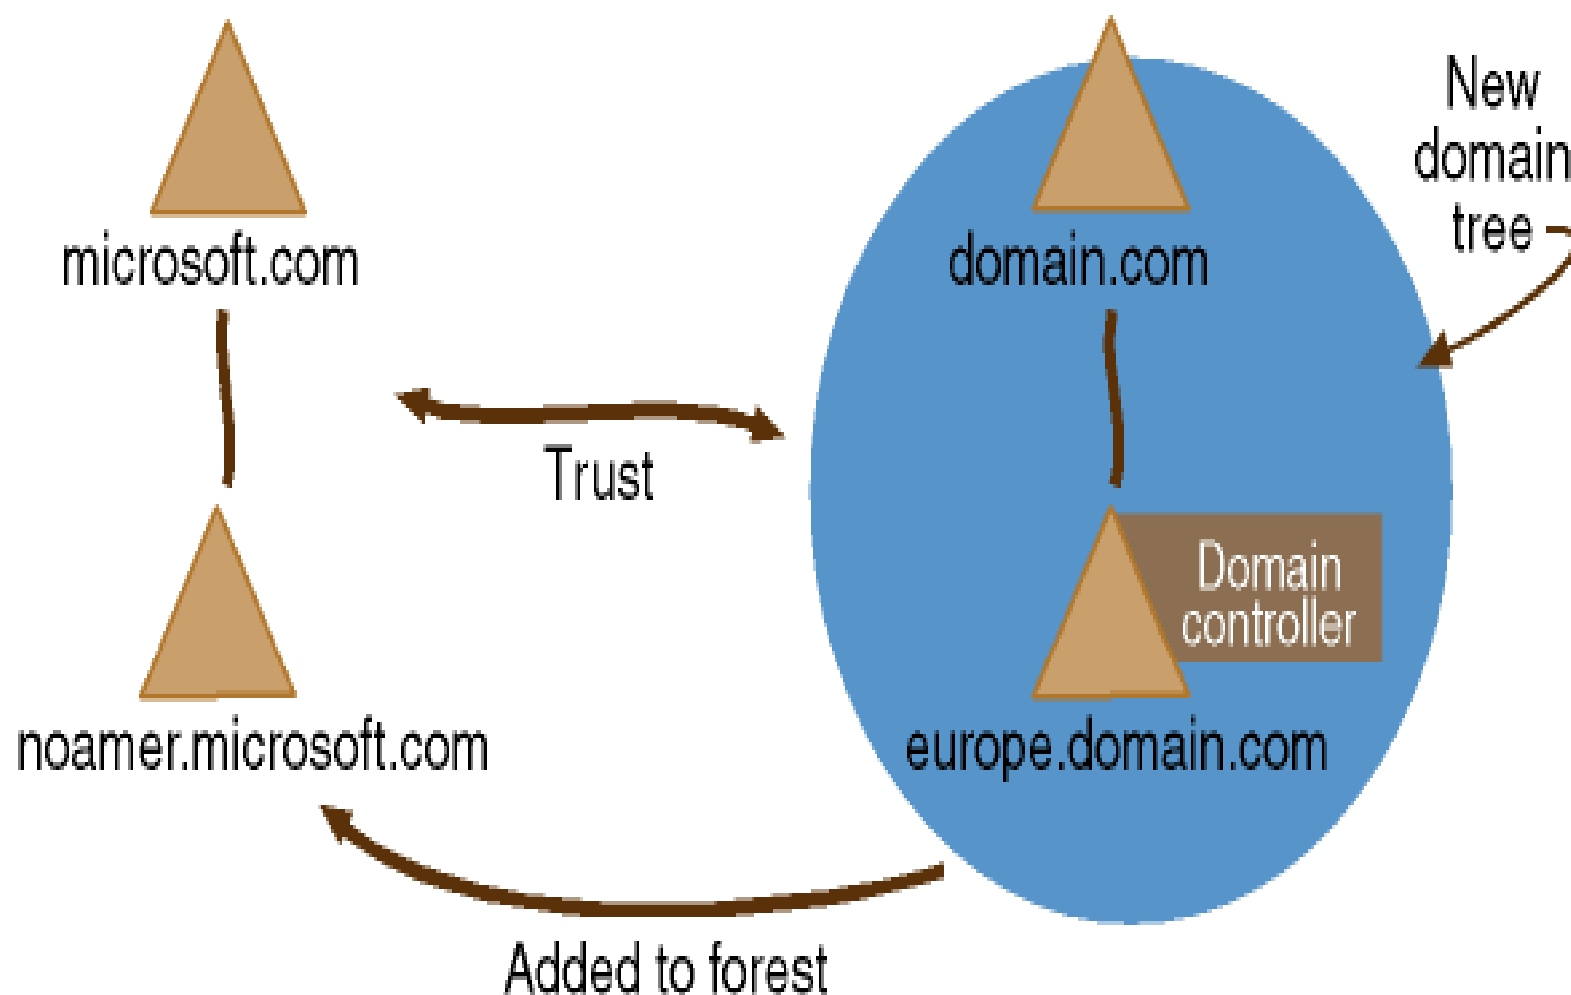 microsoft.com
domain.com
New
domain
tree
Trust
Domain
controller
noamer.microsoft.com
europe.domain.com
Added to forest